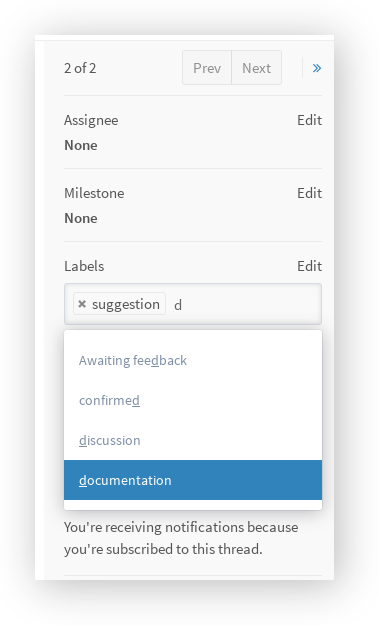 2 of 2 Prev Next »
Assignee Edit
None
Milestone Edit
None
Labels Edit
✖ suggestion d
Awaiting feedback
confirmed
discussion
documentation
You're receiving notifications because
you're subscribed to this thread.